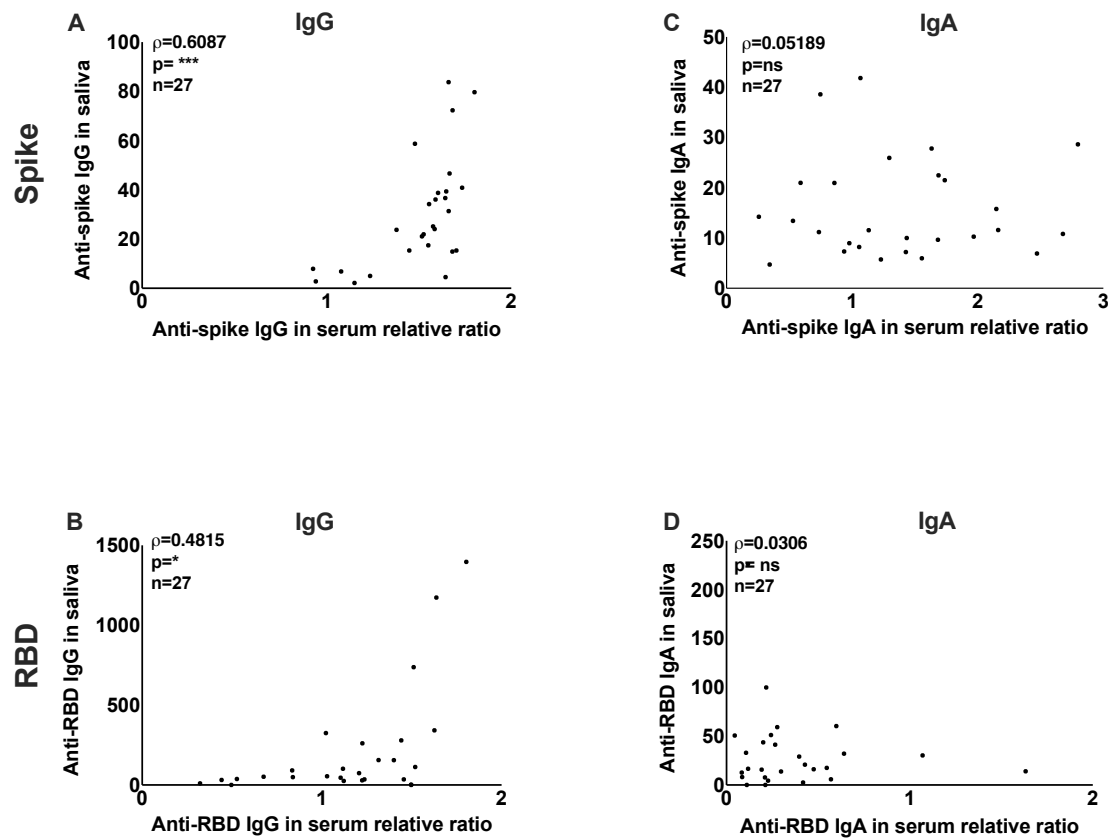 A
IgG
Spike
ρ=0.6087
p= ***
n=27
100
80
60
40
20
0
Anti-spike IgG in saliva
0
1
2
Anti-spike IgG in serum relative ratio
C
IgA
ρ=0.05189
p=ns
n=27
50
40
30
20
10
0
Anti-spike IgA in saliva
0
1
2
3
Anti-spike IgA in serum relative ratio
B
IgG
RBD
ρ=0.4815
p=*
n=27
1500
1000
500
0
Anti-RBD IgG in saliva
0
1
2
Anti-RBD IgG in serum relative ratio
D
IgA
ρ=0.0306
p= ns
n=27
250
200
150
100
50
0
Anti-RBD IgA in saliva
0
1
2
Anti-RBD IgA in serum relative ratio